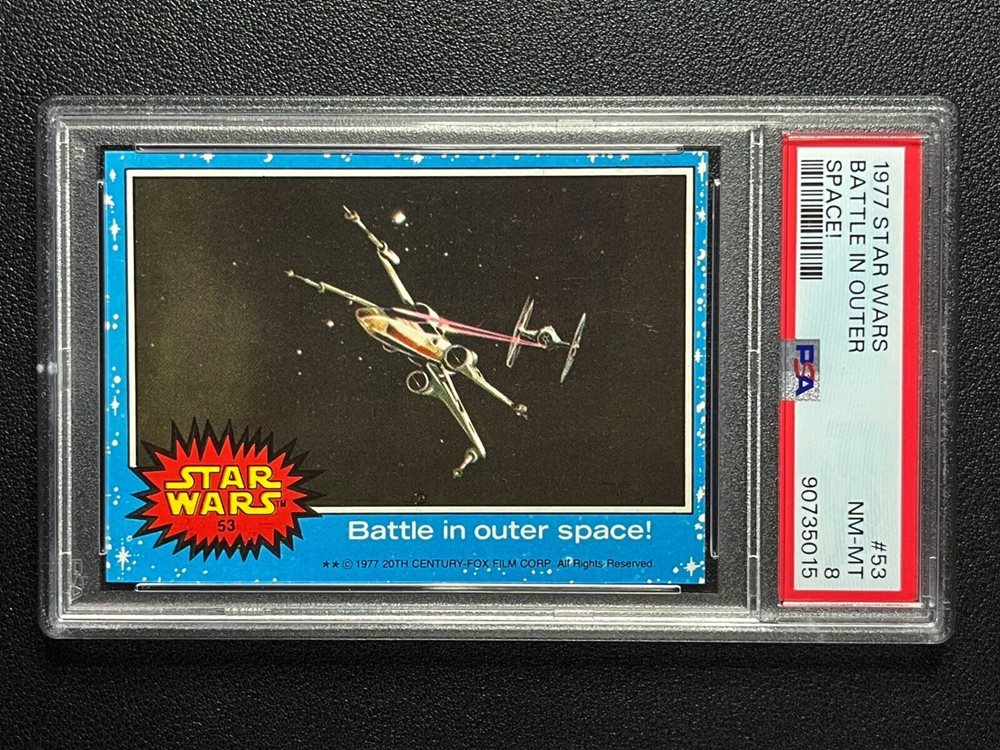 STAR
WARS™
53
Battle in outer space!
★★ © 1977 20TH CENTURY-FOX FILM CORP. All Rights Reserved.
1977 STAR WARS #53
BATTLE IN OUTER NM-MT
SPACE! 8
PSA 90735015